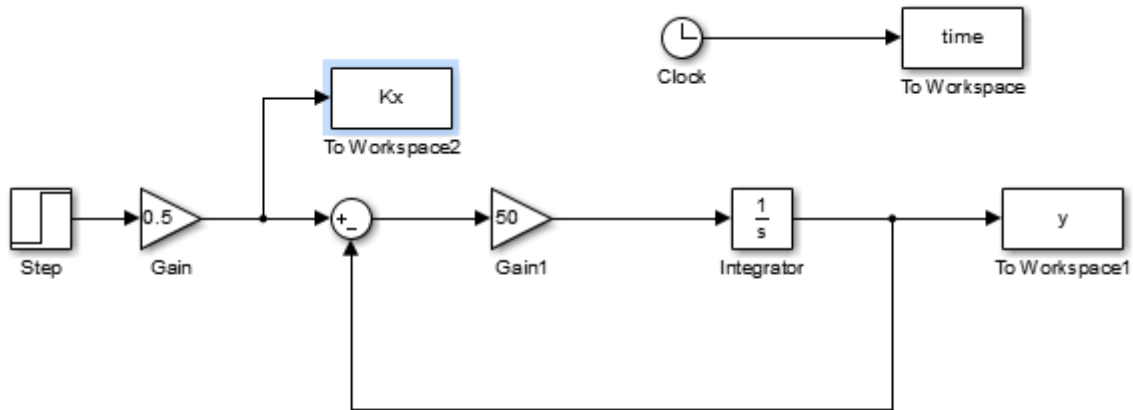 time
Clock
To Workspace
Kx
To Workspace2
0.5
+
-
50
1
s
y
Step
Gain
Gain1
Integrator
To Workspace1